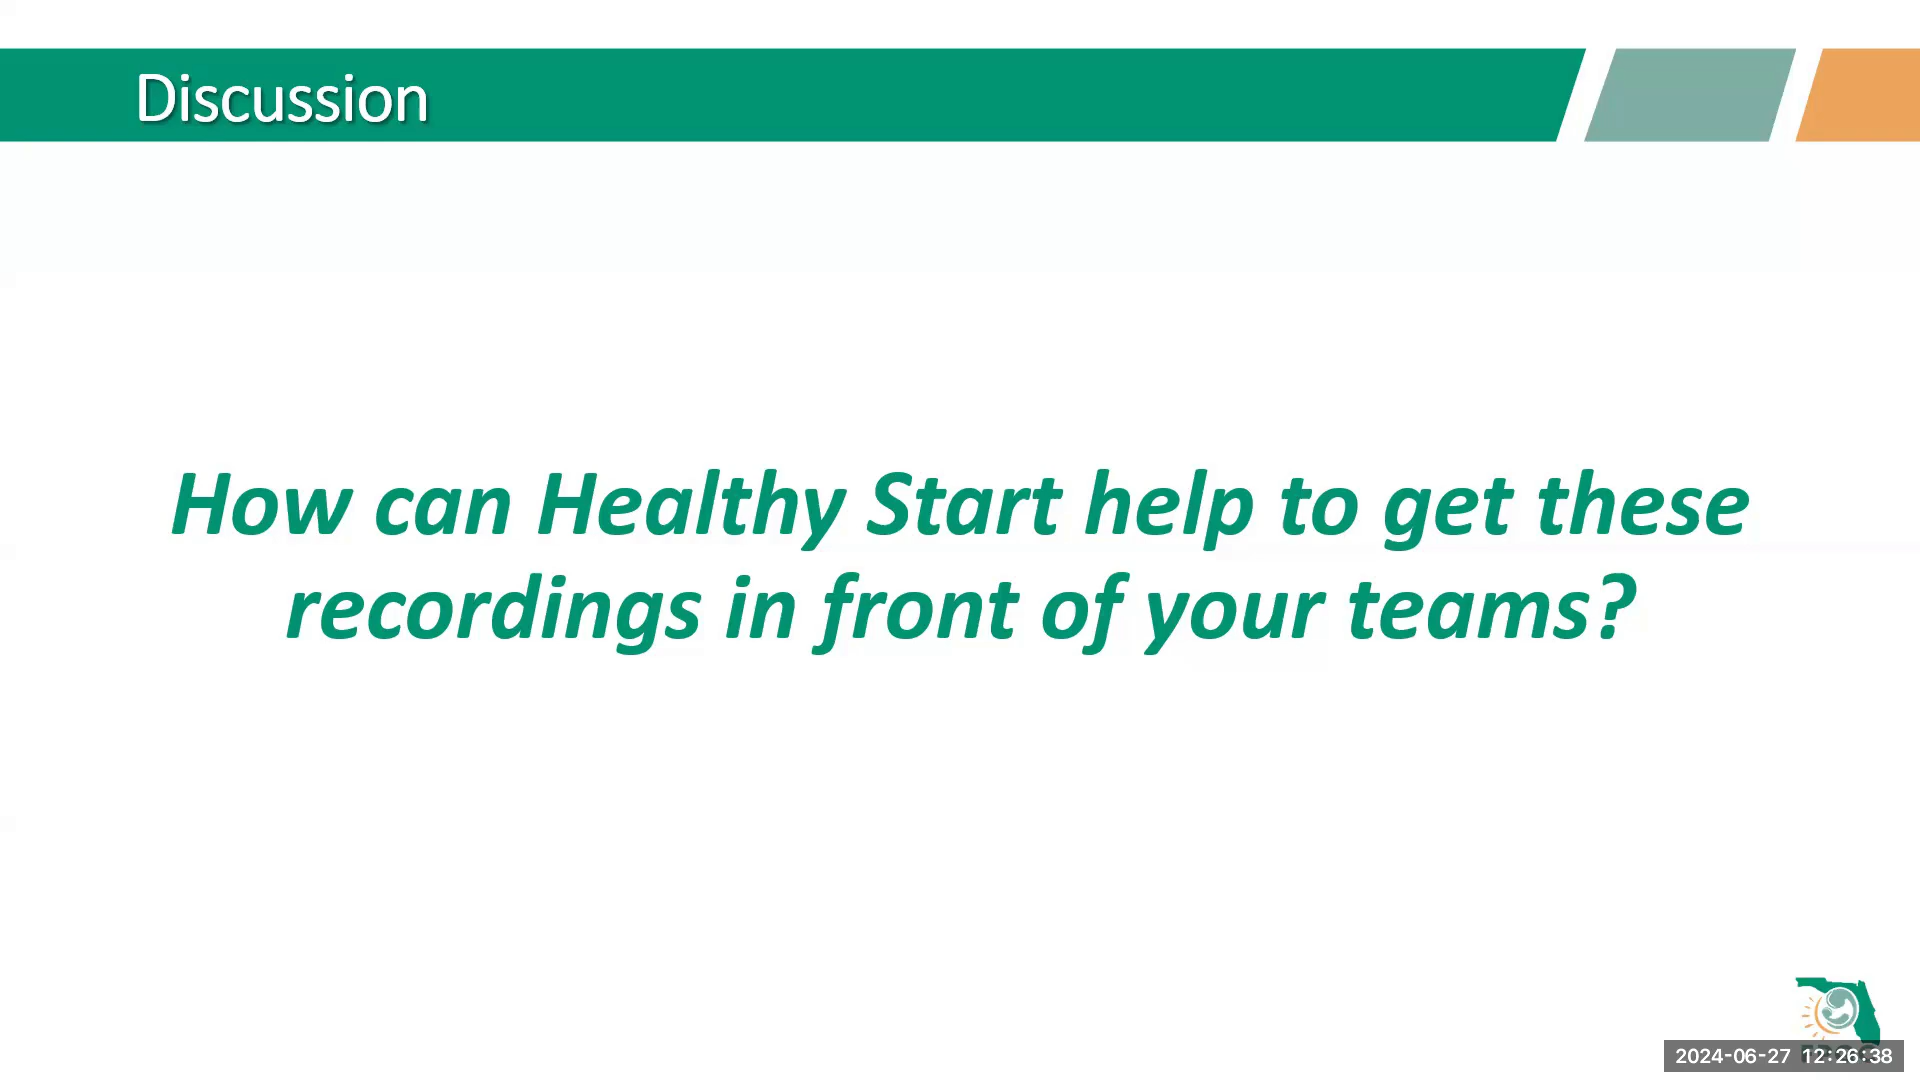 Discussion
How can Healthy Start help to get these
recordings in front of your teams?
2024-06-27 12:26:38